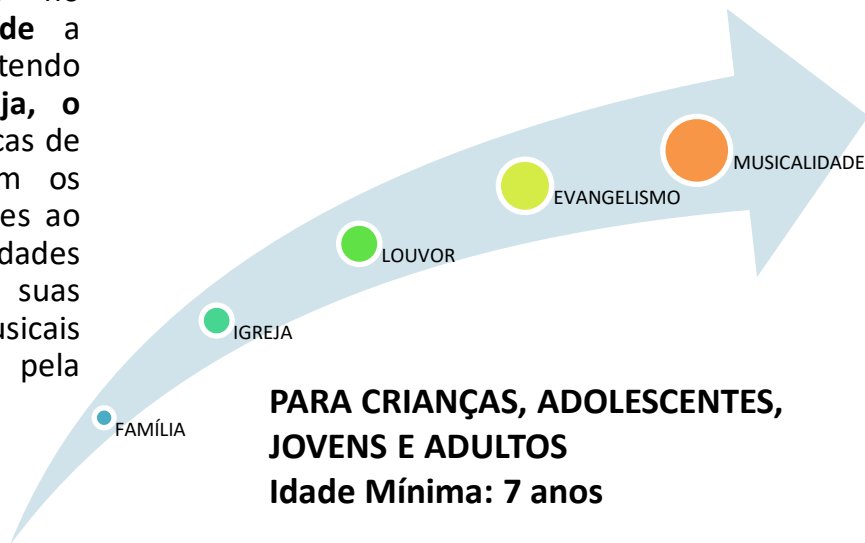 de a
tendo
ja, o
cas de
m os
es ao
dades
suas
usicais
pela
MUSICALIDADE
EVANGELISMO
LOUVOR
IGREJA
FAMÍLIA
PARA CRIANÇAS, ADOLESCENTES,
JOVENS E ADULTOS
Idade Mínima: 7 anos